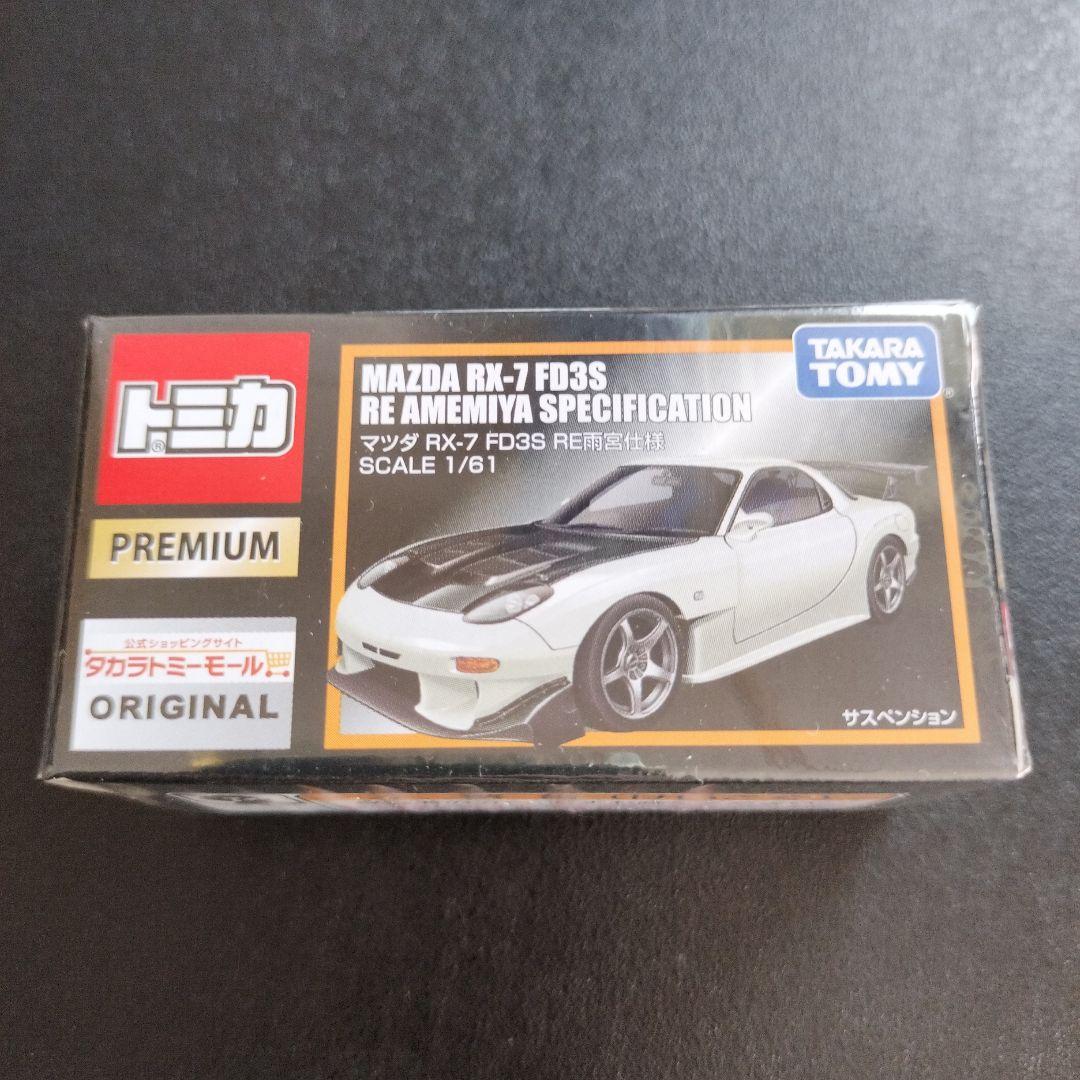 トミカ
®
PREMIUM
公式ショッピングサイト
タカラトミーモール
ORIGINAL
MAZDA RX-7 FD3S
RE AMEMIYA SPECIFICATION
マツダ RX-7 FD3S RE雨宮仕様
SCALE 1/61
TAKARA
TOMY
®
サスペンション